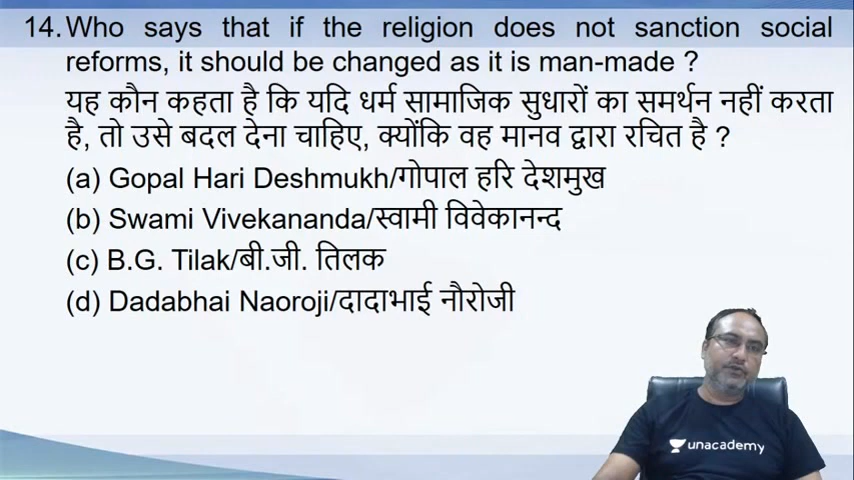 14. Who says that if the religion does not sanction social
reforms, it should be changed as it is man-made ?
यह कौन कहता है कि यदि धर्म सामाजिक सुधारों का समर्थन नहीं करता
है, तो उसे बदल देना चाहिए, क्योंकि वह मानव द्वारा रचित है ?
(a) Gopal Hari Deshmukh/गोपाल हरि देशमुख
(b) Swami Vivekananda/स्वामी विवेकानन्द
(c) B.G. Tilak/बी.जी. तिलक
(d) Dadabhai Naoroji/दादाभाई नौरोजी
unacademy